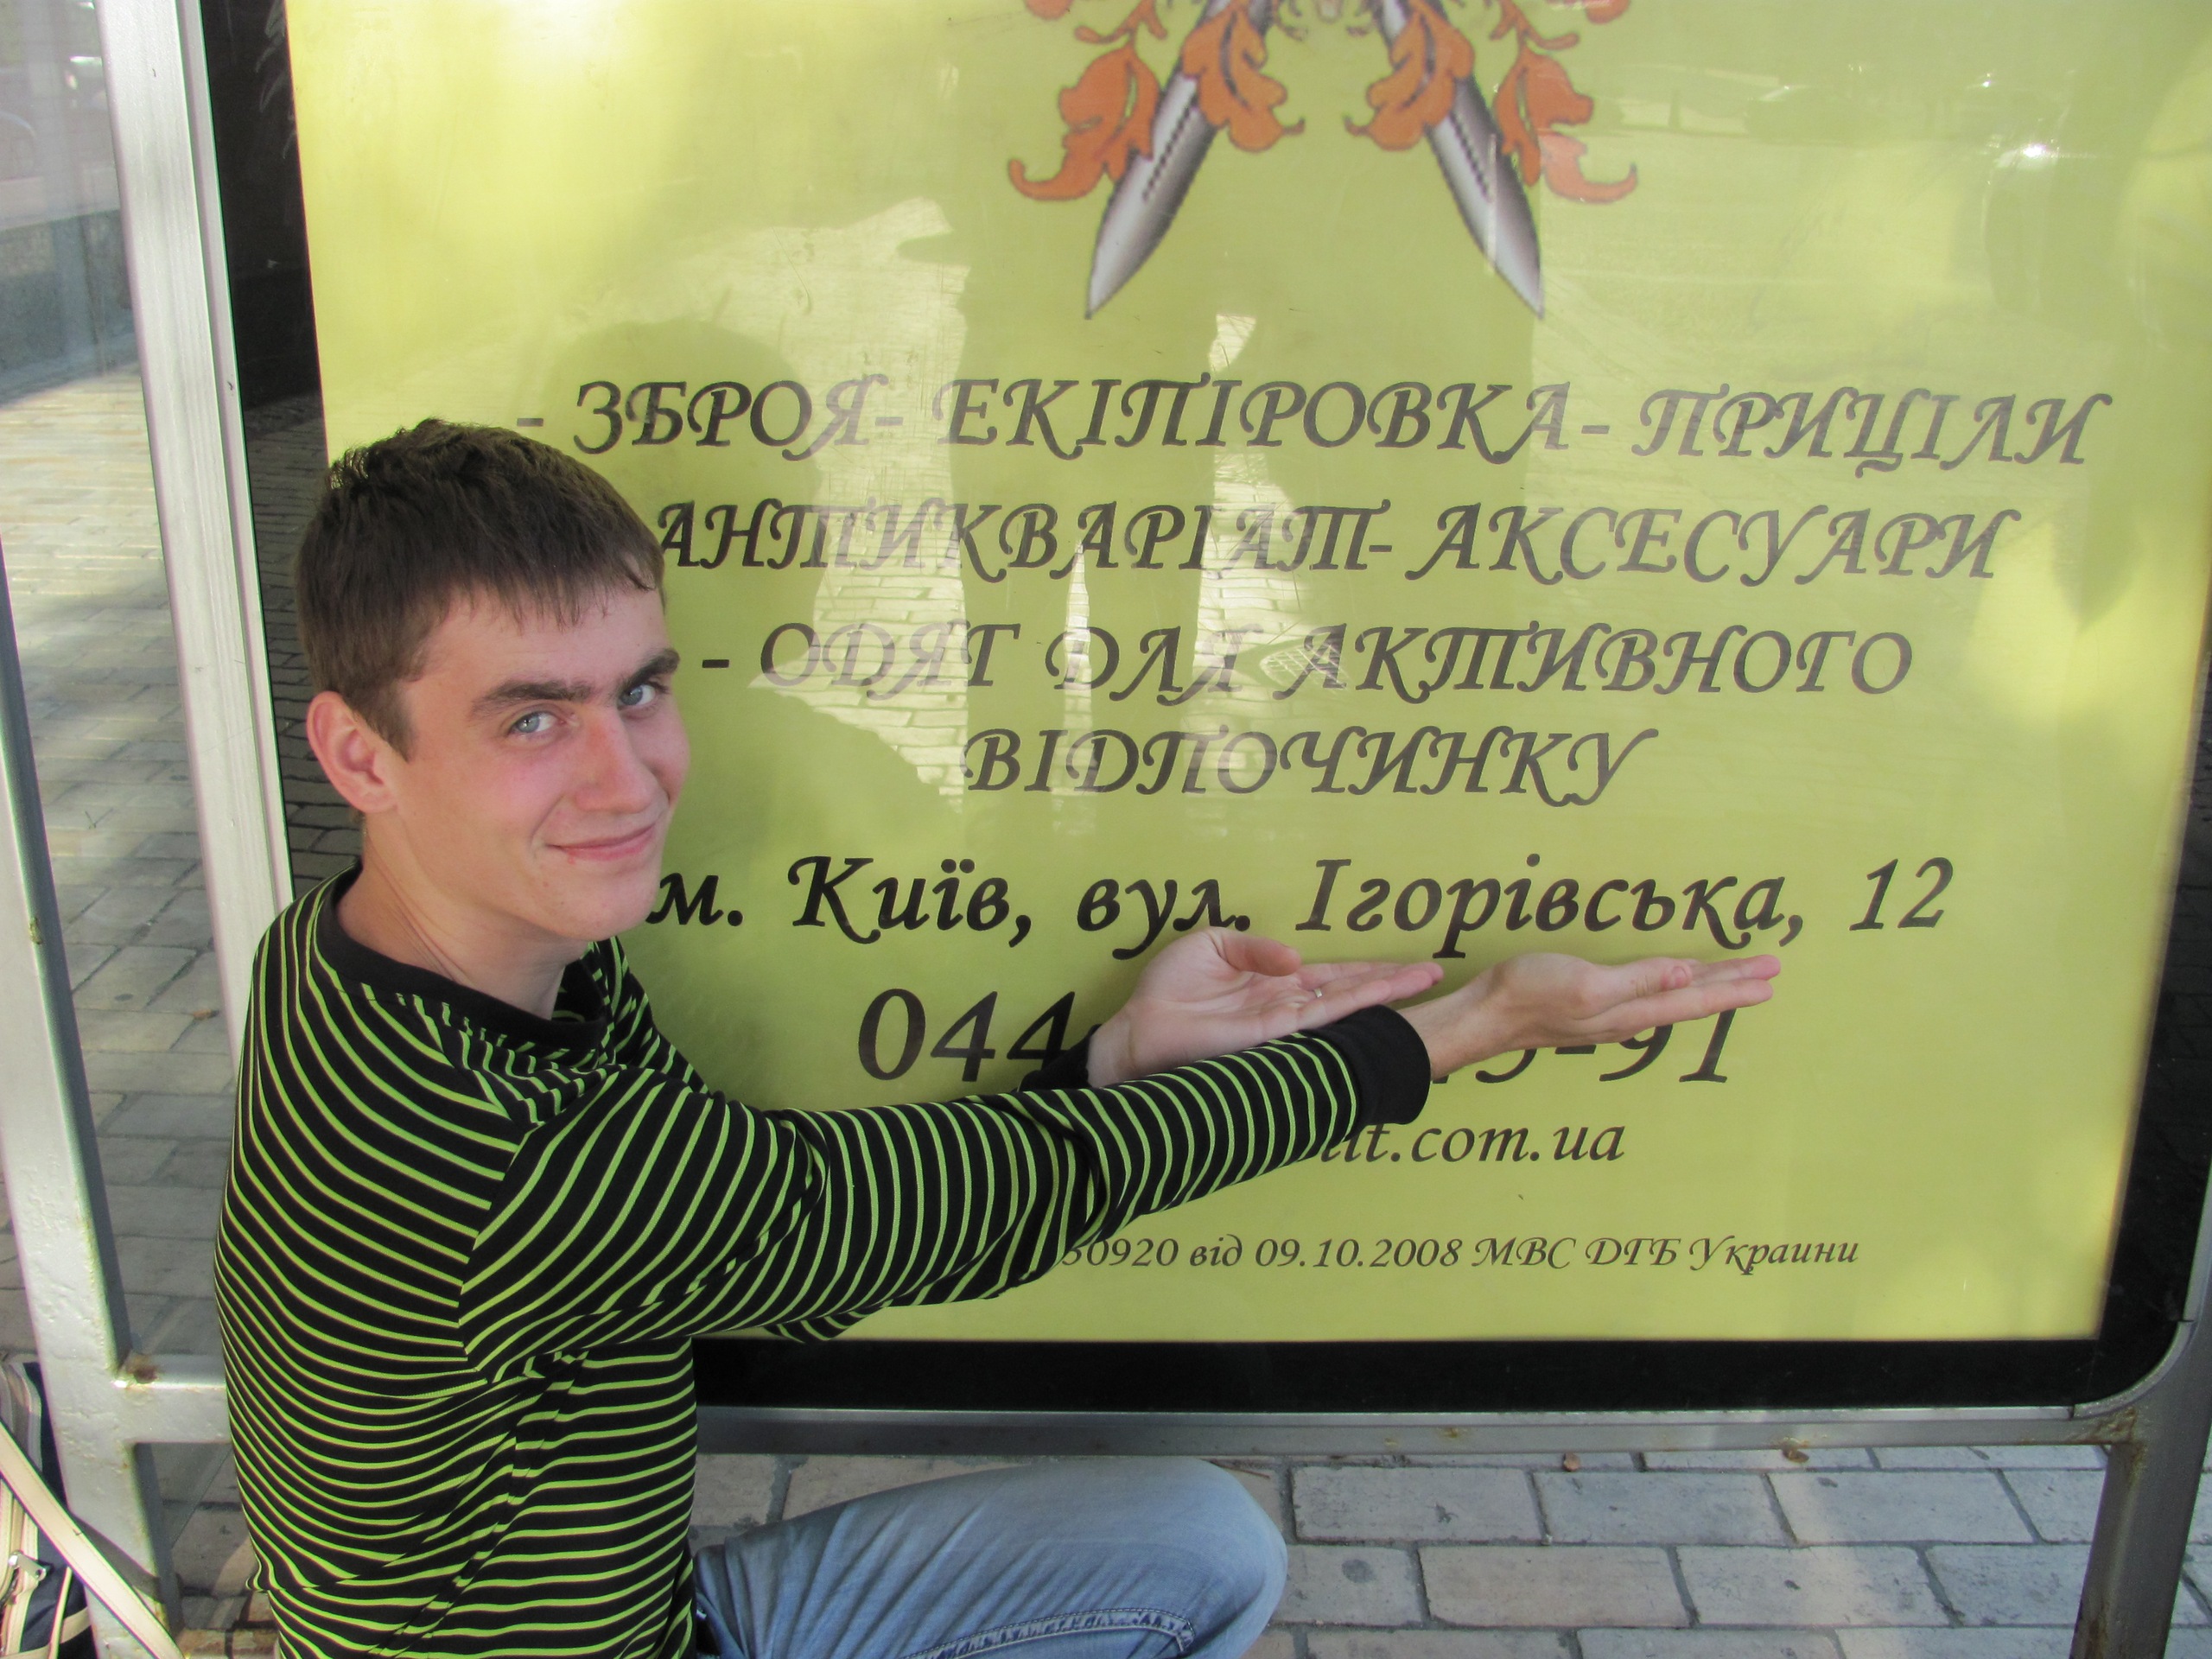 - ЗБРОЯ- ЕКІПІРОВКА- ПРИЦІЛИ
АНТИКВАРІАТ- АКСЕСУАРИ
- ОДЯГ ДЛЯ АКТИВНОГО
ВІДПОЧИНКУ
м. Київ, вул. Ігорівська, 12
044 -91
.com.ua
50920 від 09.10.2008 МВС ДГБ Украини